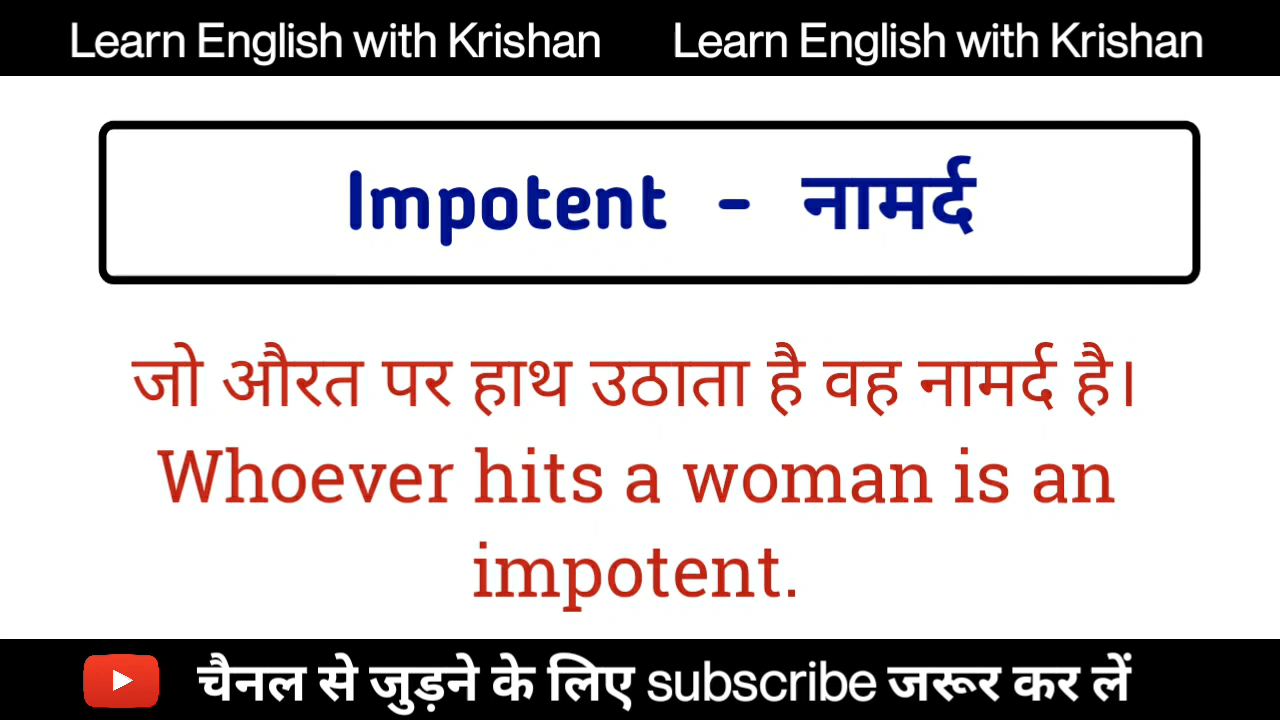 Learn English with Krishan Learn English with Krishan
Impotent - नामर्द
जो औरत पर हाथ उठाता है वह नामर्द है।
Whoever hits a woman is an
impotent.
चैनल से जुड़ने के लिए subscribe जरूर कर लें